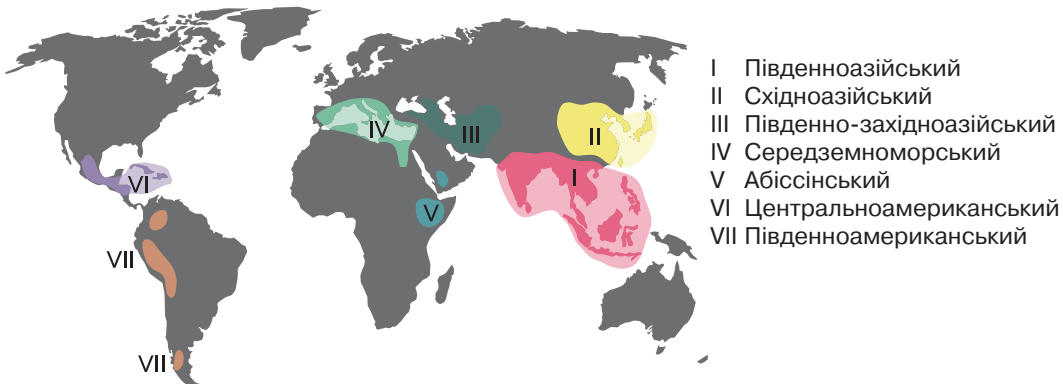 I Південноазійський
II Східноазійський
III Південно-західноазійський
IV Середземноморський
V Абіссінський
VI Центральноамериканський
VII Південноамериканський
IV
III
II
I
VI
V
VII
VII